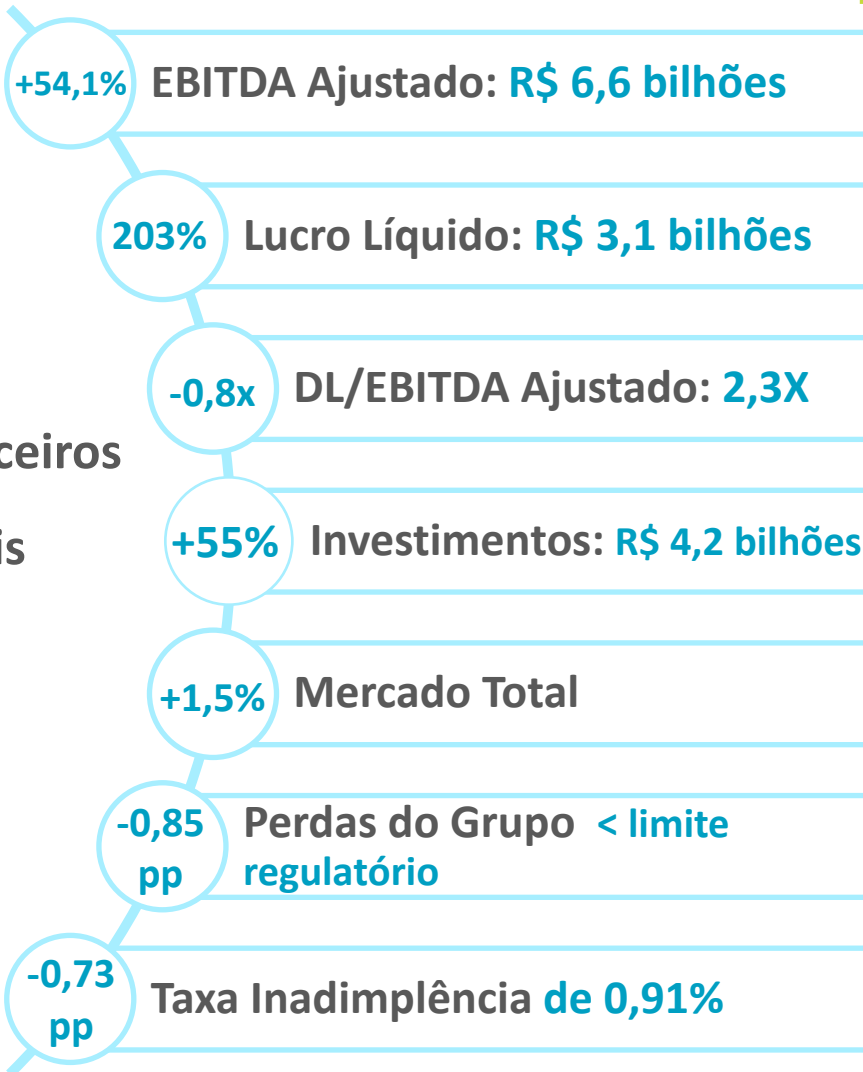 +54,1% EBITDA Ajustado: R$ 6,6 bilhões
203% Lucro Líquido: R$ 3,1 bilhões
-0,8x DL/EBITDA Ajustado: 2,3X
ceiros
+55% Investimentos: R$ 4,2 bilhões
is
+1,5% Mercado Total
-0,85
pp
Perdas do Grupo < limite
regulatório
-0,73
pp
Taxa Inadimplência de 0,91%